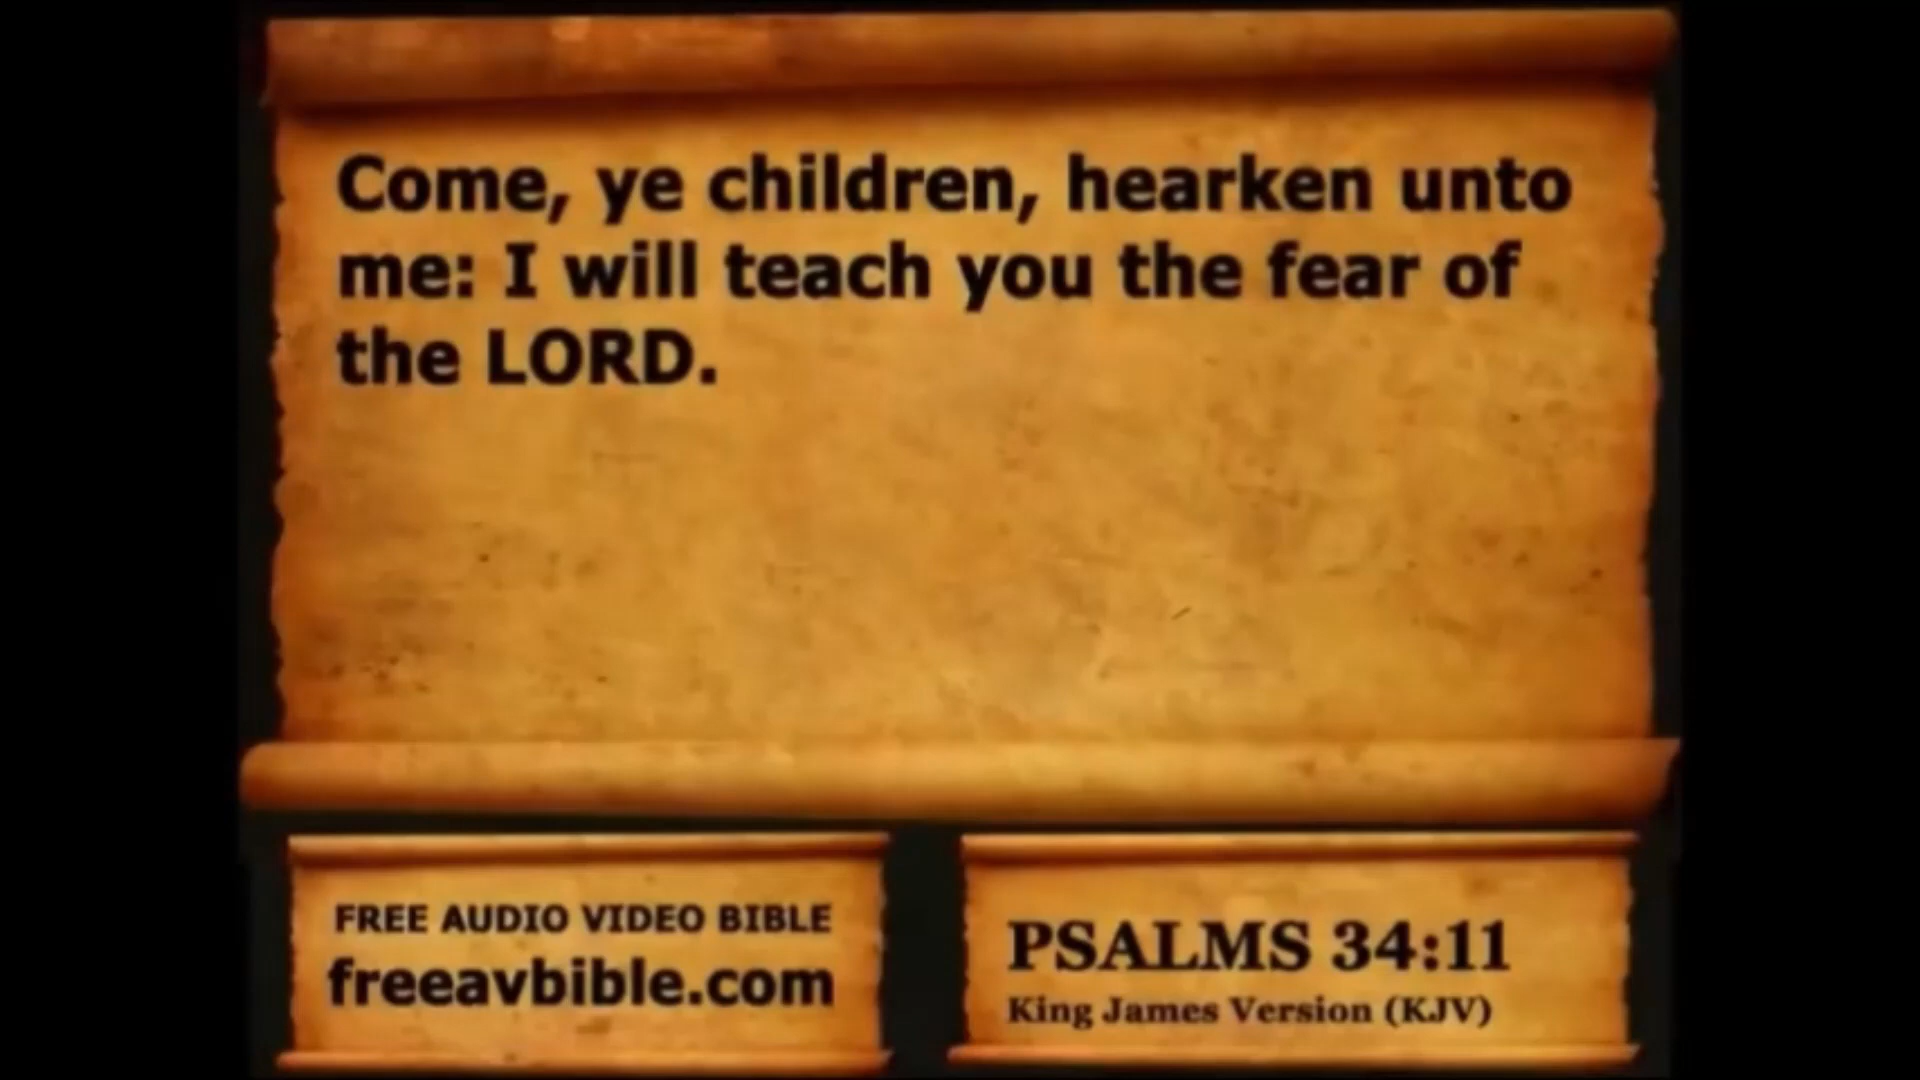 Come, ye children, hearken unto
me: I will teach you the fear of
the LORD.
FREE AUDIO VIDEO BIBLE
freeavbible.com
PSALMS 34:11
King James Version (KJV)